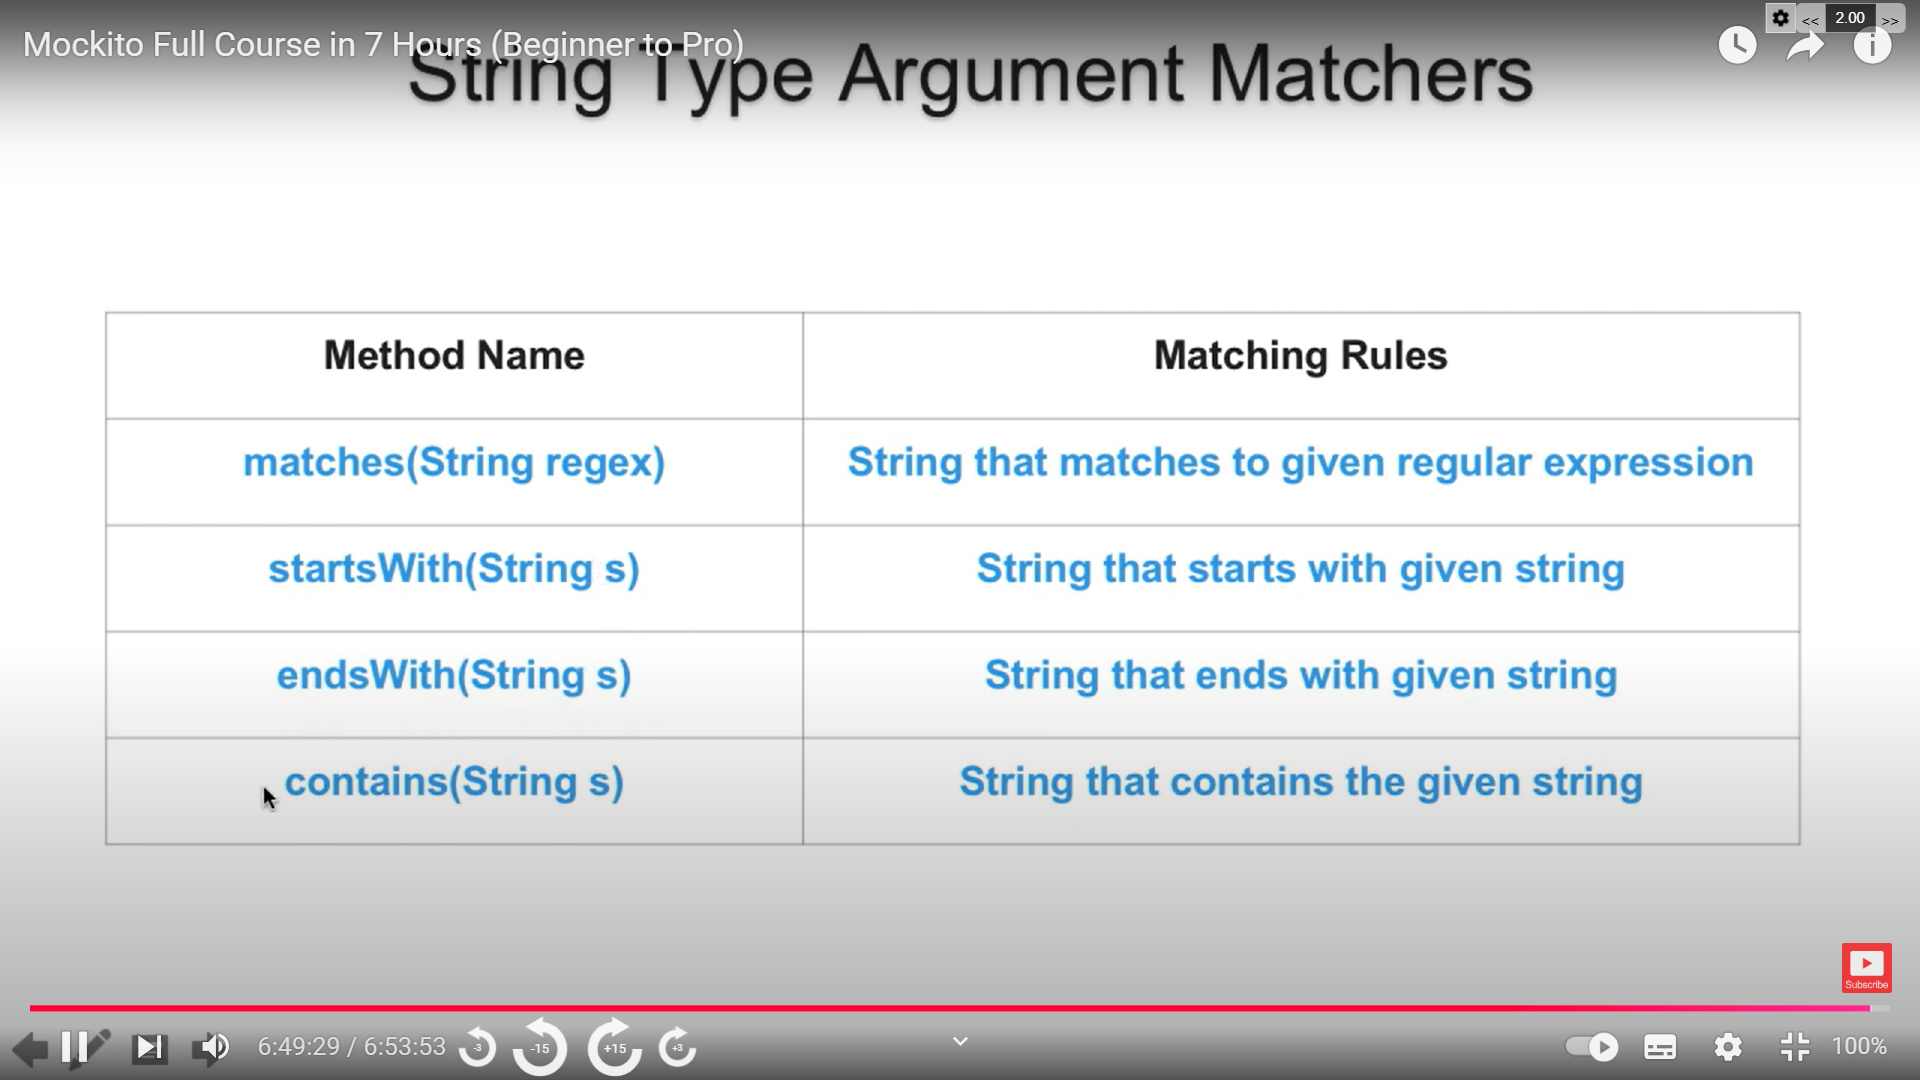 << 2.00 >>
Mockito Full Course in 7 Hours (Beginner to Pro)
String Type Argument Matchers
Method Name Matching Rules
matches(String regex) String that matches to given regular expression
startsWith(String s) String that starts with given string
endsWith(String s) String that ends with given string
contains(String s) String that contains the given string
Subscribe
6:49:29 / 6:53:53 -3 -15 +15 +3 100%